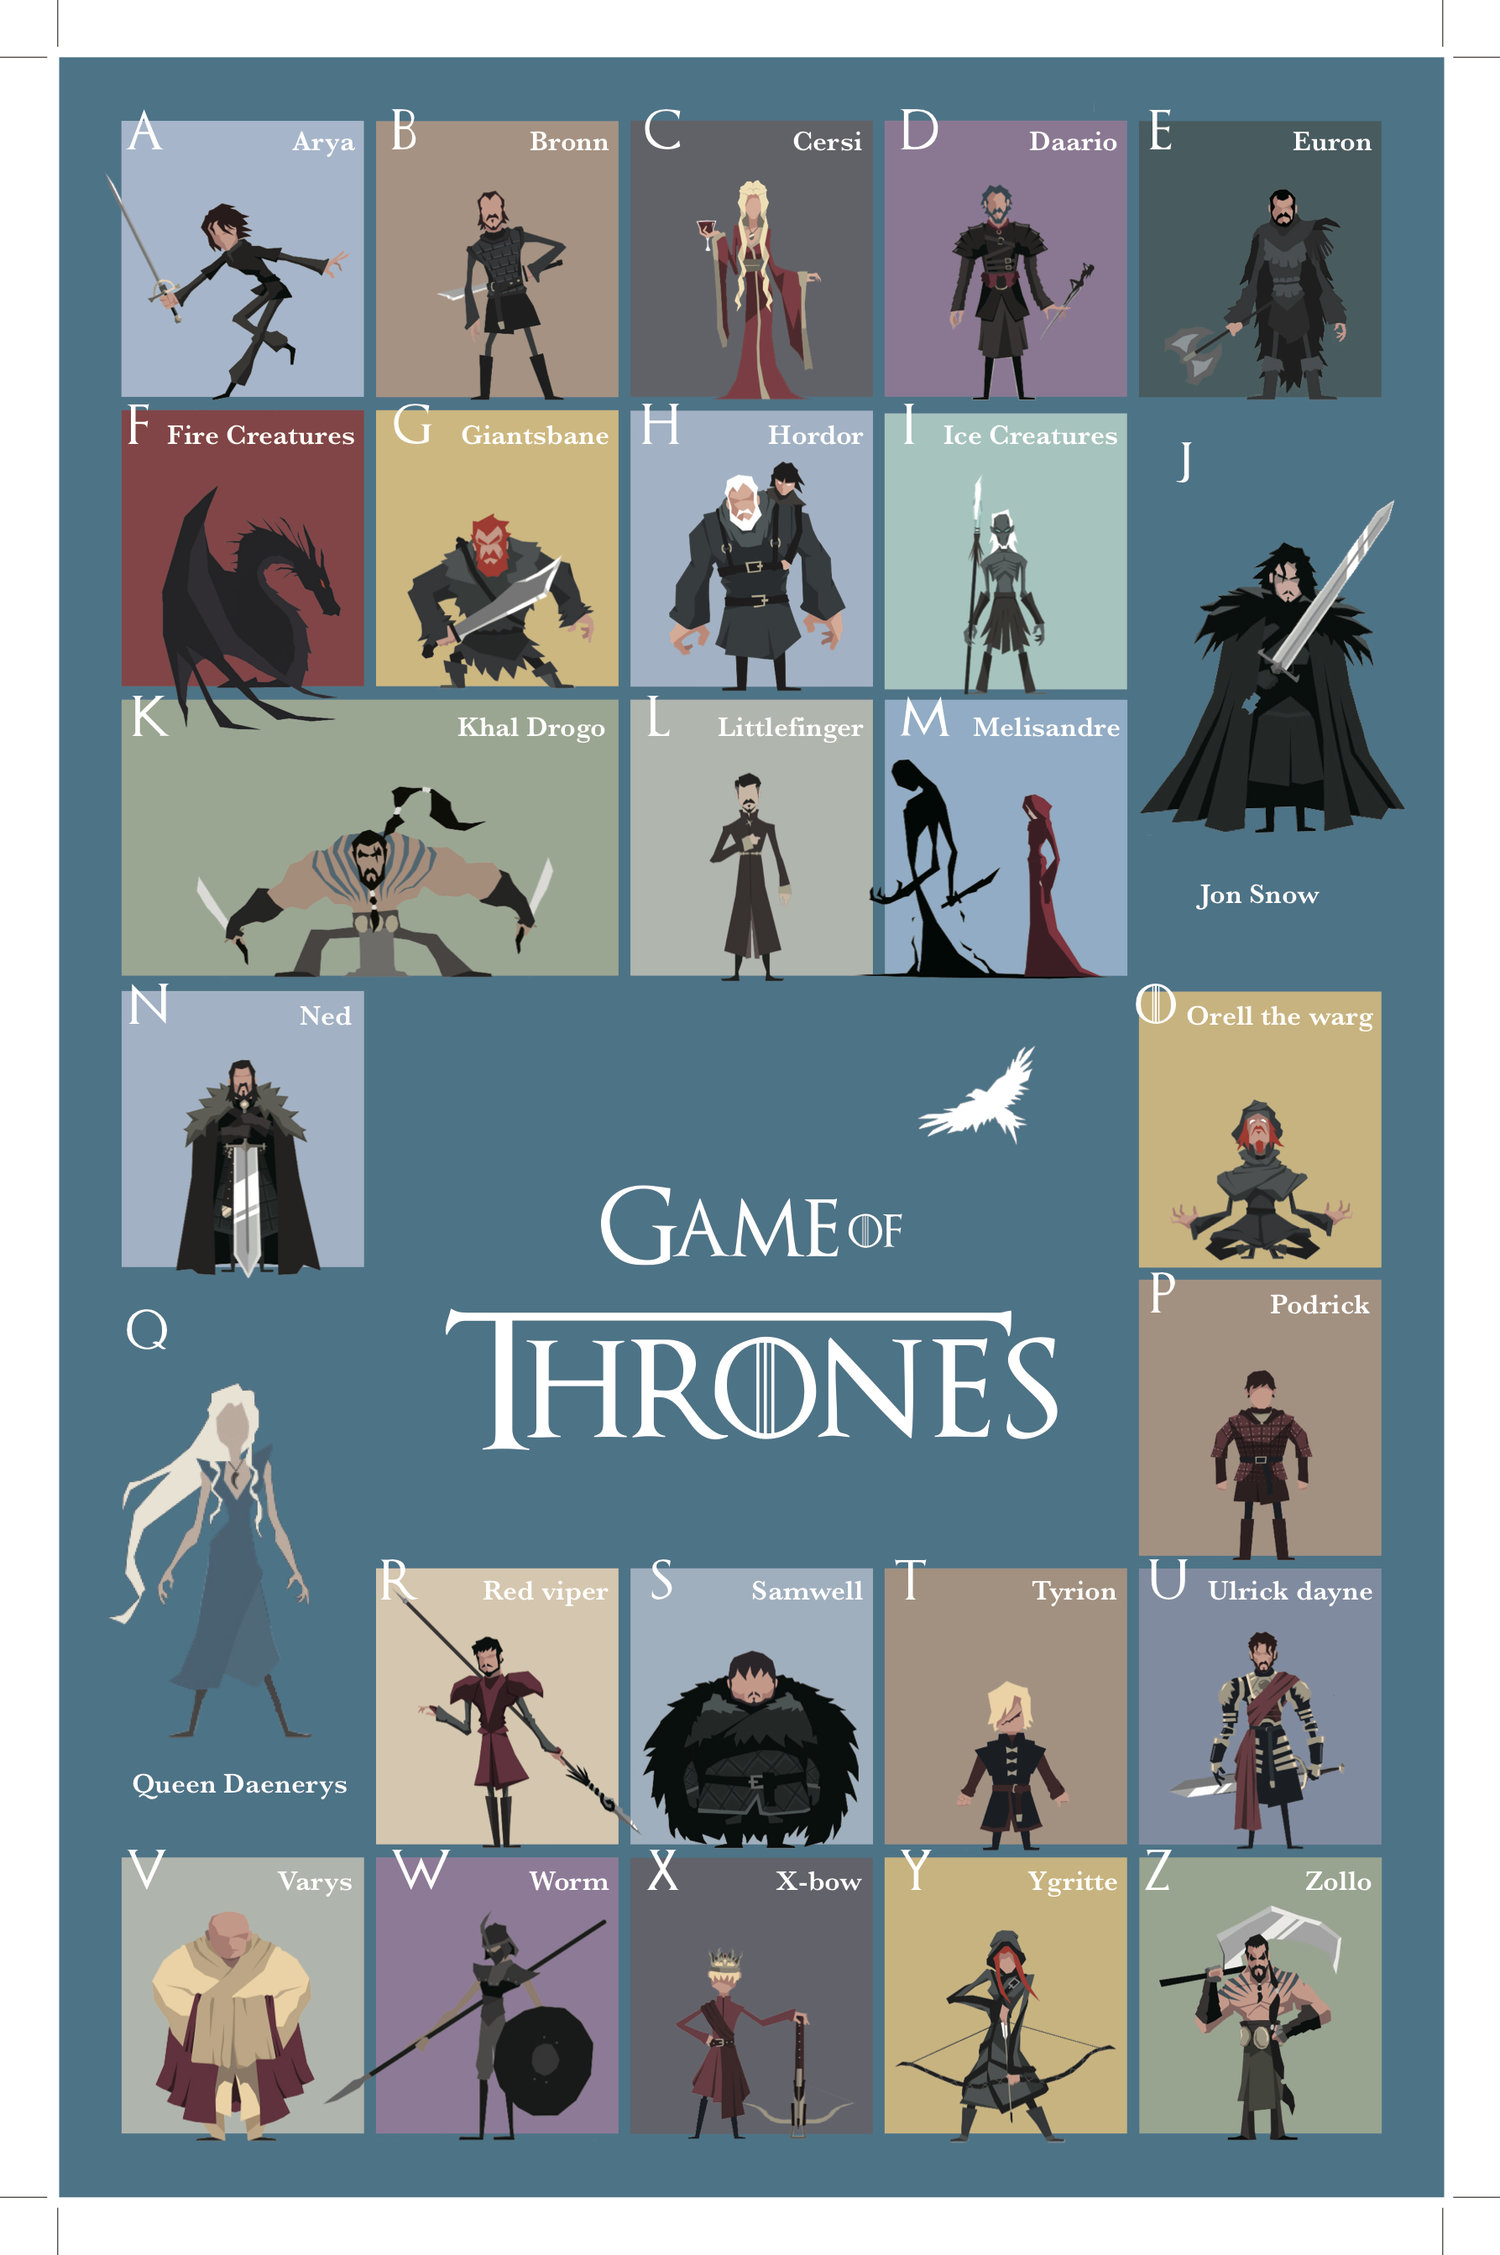 A Arya
B Bronn
C Cersi
D Daario
E Euron
F Fire Creatures
G Giantsbane
H Hordor
I Ice Creatures
J
Jon Snow
K Khal Drogo
L Littlefinger
M Melisandre
N Ned
O Orell the warg
GAME OF
THRONES
P Podrick
Q
Queen Daenerys
R Red viper
S Samwell
T Tyrion
U Ulrick dayne
V Varys
W Worm
X X-bow
Y Ygritte
Z Zollo